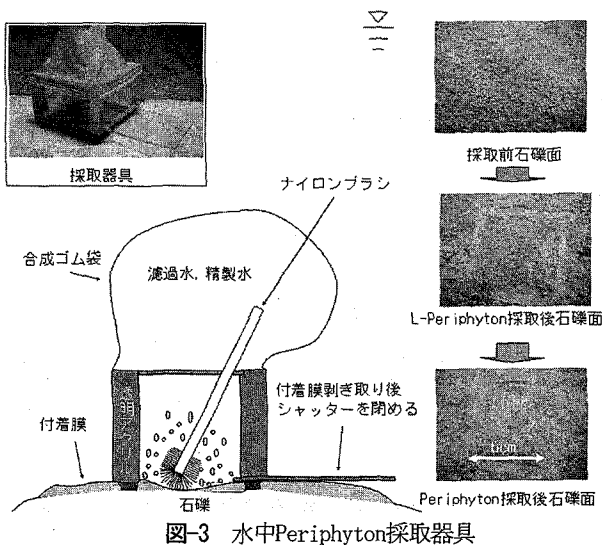 採取器具
採取前石礫面
ナイロンブラシ
合成ゴム袋
濾過水, 精製水
L-Periphyton採取後石礫面
付着膜剥ぎ取り後
シャッターを閉める
付着膜
石礫
Periphyton採取後石礫面
図-3 水中Periphyton採取器具